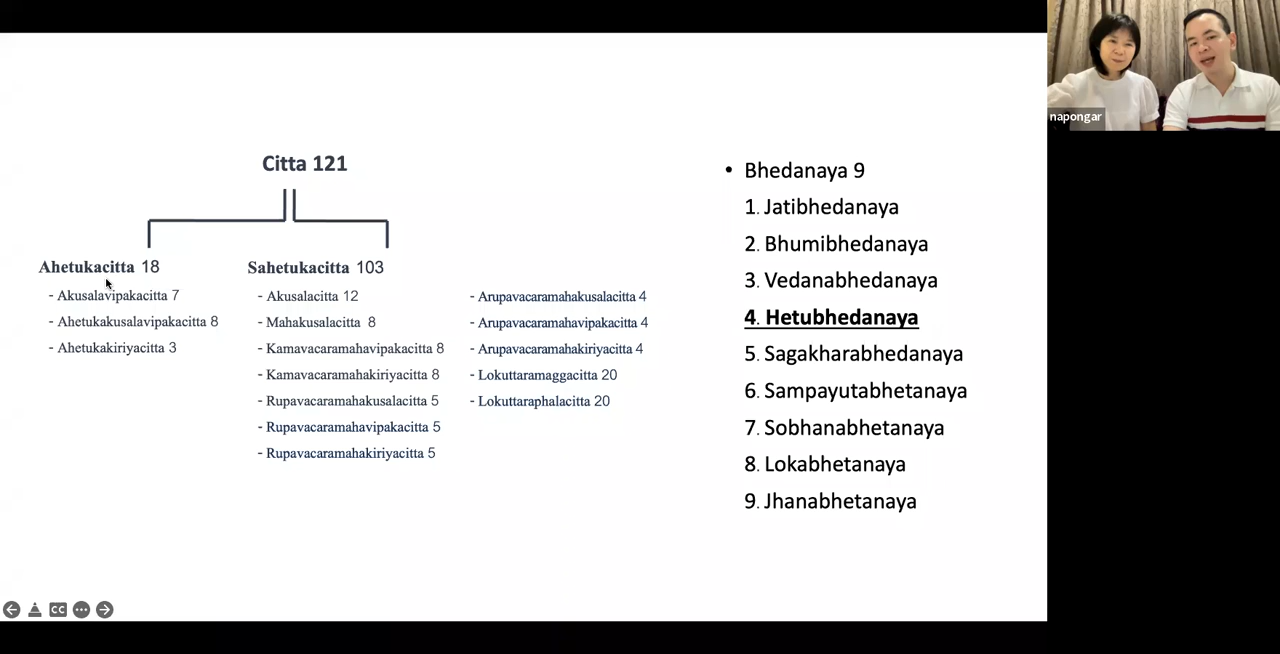 Citta 121
Ahetukacitta 18
- Akusalavipakacitta 7
- Ahetukakusalavipakacitta 8
- Ahetukakiriyacitta 3
Sahetukacitta 103
- Akusalacitta 12
- Mahakusalacitta 8
- Kamavacaramahavipakacitta 8
- Kamavacaramahakiriyacitta 8
- Rupavacaramahakusalacitta 5
- Rupavacaramahavipakacitta 5
- Rupavacaramahakiriyacitta 5
- Arupavacaramahakusalacitta 4
- Arupavacaramahavipakacitta 4
- Arupavacaramahakiriyacitta 4
- Lokuttaramaggacitta 20
- Lokuttaraphalacitta 20
• Bhedanaya 9
1. Jatibhedanaya
2. Bhumibhedanaya
3. Vedanabhedanaya
4. Hetubhedanaya
5. Sagakharabhedanaya
6. Sampayutabhetanaya
7. Sobhanabhetanaya
8. Lokabhetanaya
9. Jhanabhetanaya
napongar
CC